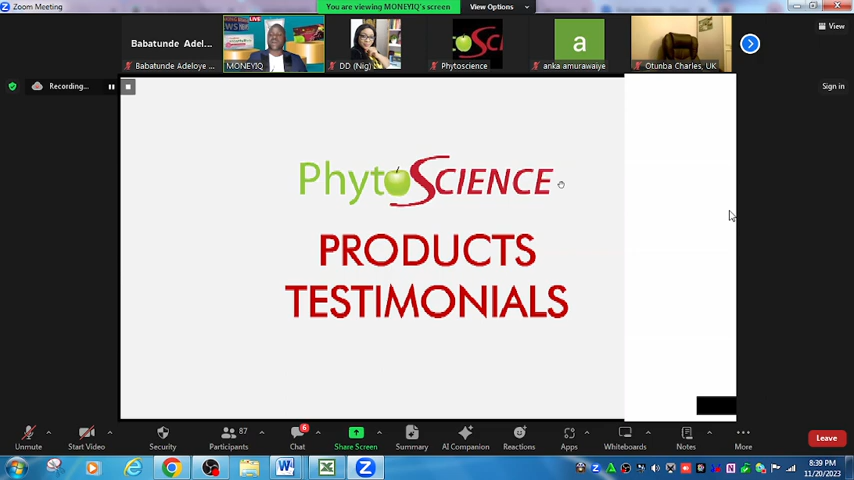 Zoom Meeting
You are viewing MONEYIQ's screen
View Options
Babatunde Adel...
LIVE
a
View
Babatunde Adeloye ...
MONEYIQ
DD (Nig)
Phytoscience
anka amurawaiye
Otunba Charles, UK
Recording...
Sign in
PhytoSCIENCE
PRODUCTS
TESTIMONIALS
87
6
Unmute
Start Video
Security
Participants
Chat
Share Screen
Summary
AI Companion
Reactions
Apps
Whiteboards
Notes
More
Leave
8:39 PM
11/20/2023